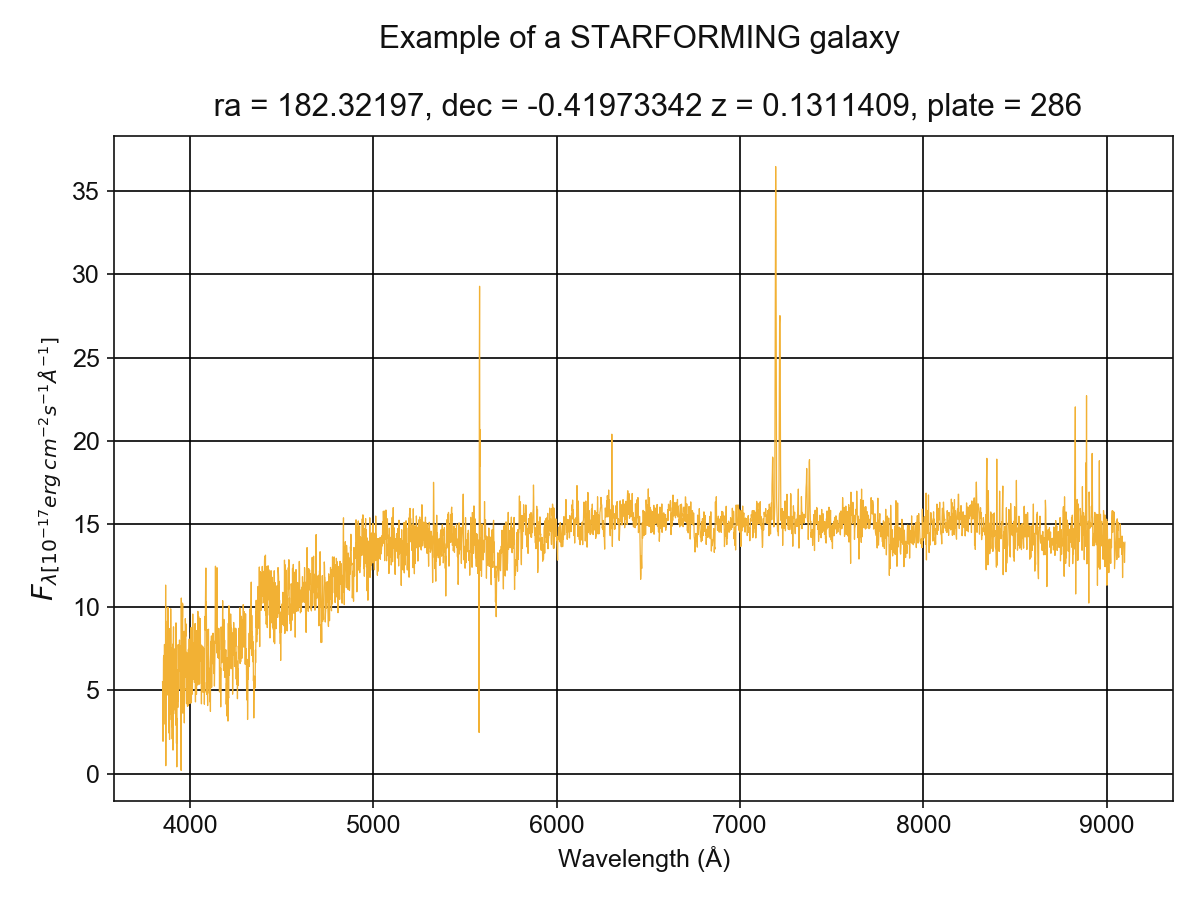 Example of a STARFORMING galaxy
ra = 182.32197, dec = -0.41973342 z = 0.1311409, plate = 286
35
30
25
20
15
10
5
0
F_λ[10^{-17} erg cm^{-2} s^{-1} Å^{-1}]
4000 5000 6000 7000 8000 9000
Wavelength (Å)